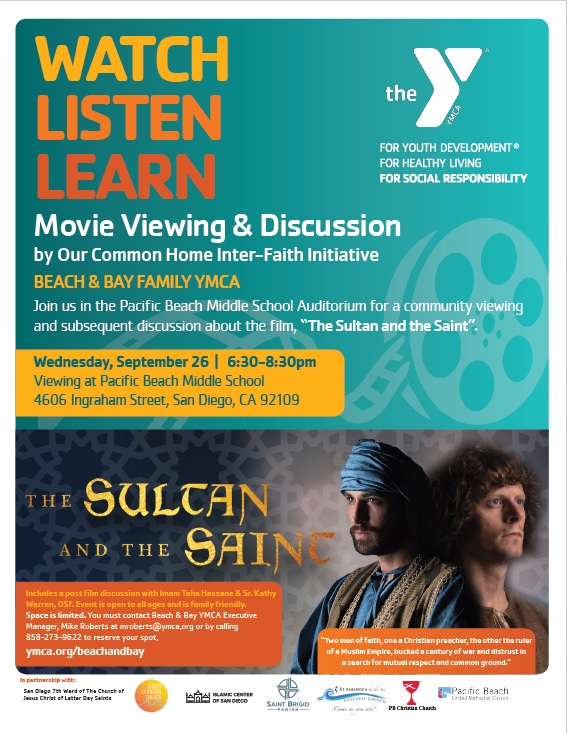 WATCH
LISTEN
LEARN
the
YMCA
FOR YOUTH DEVELOPMENT®
FOR HEALTHY LIVING
FOR SOCIAL RESPONSIBILITY
Movie Viewing & Discussion
by Our Common Home Inter-Faith Initiative
BEACH & BAY FAMILY YMCA
Join us in the Pacific Beach Middle School Auditorium for a community viewing
and subsequent discussion about the film, “The Sultan and the Saint”.
Wednesday, September 26 | 6:30-8:30pm
Viewing at Pacific Beach Middle School
4606 Ingraham Street, San Diego, CA 92109
THE SULTAN
AND THE SAINT
Includes a post film discussion with Imam Taha Hassane & Sr. Kathy
Warren, OSF. Event is open to all ages and is family friendly.
Space is limited. You must contact Beach & Bay YMCA Executive
Manager, Mike Roberts at mroberts@ymca,org or by calling
858-273-9622 to reserve your spot,
ymca.org/beachandbay
“Two men of faith, one a Christian preacher, the other the ruler
of a Muslim Empire, bucked a century of war and distrust in
a search for mutual respect and common ground.”
In partnership with:
San Diego 7th Ward of The Church of
Jesus Christ of Latter Day Saints
ISLAMIC CENTER
OF SAN DIEGO
SAINT BRIGID
PARISH
EPISCOPAL CHURCH
Come as you are!
PB Christian Church
Pacific Beach
United Methodist Church